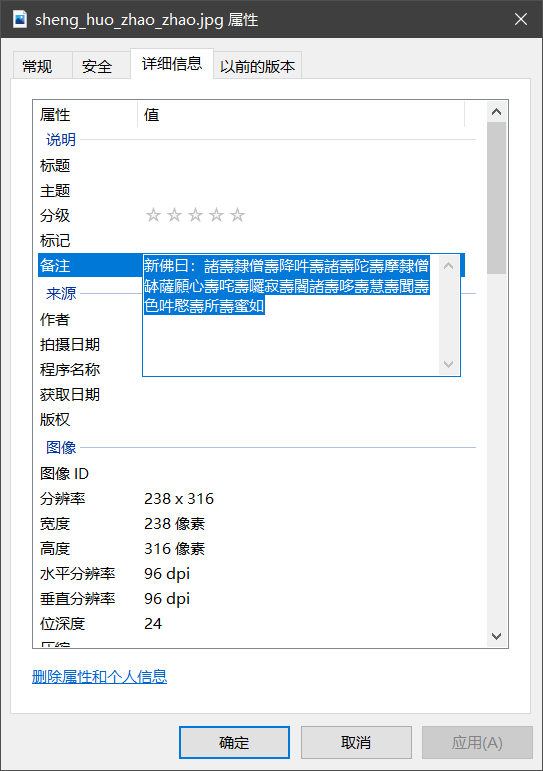 sheng_huo_zhao_zhao.jpg 属性
常规 安全 详细信息 以前的版本
属性 值
说明
标题
主题
分级
标记
备注 新佛曰：諸壽隸僧壽降吽壽諸壽陀壽摩隸僧
缽薩願心壽咤壽囉寂壽闍諸壽哆壽慧壽聞壽
色吽愍壽所壽蜜如
来源
作者
拍摄日期
程序名称
获取日期
版权
图像
图像 ID
分辨率 238 x 316
宽度 238 像素
高度 316 像素
水平分辨率 96 dpi
垂直分辨率 96 dpi
位深度 24
压缩
删除属性和个人信息
确定 取消 应用(A)